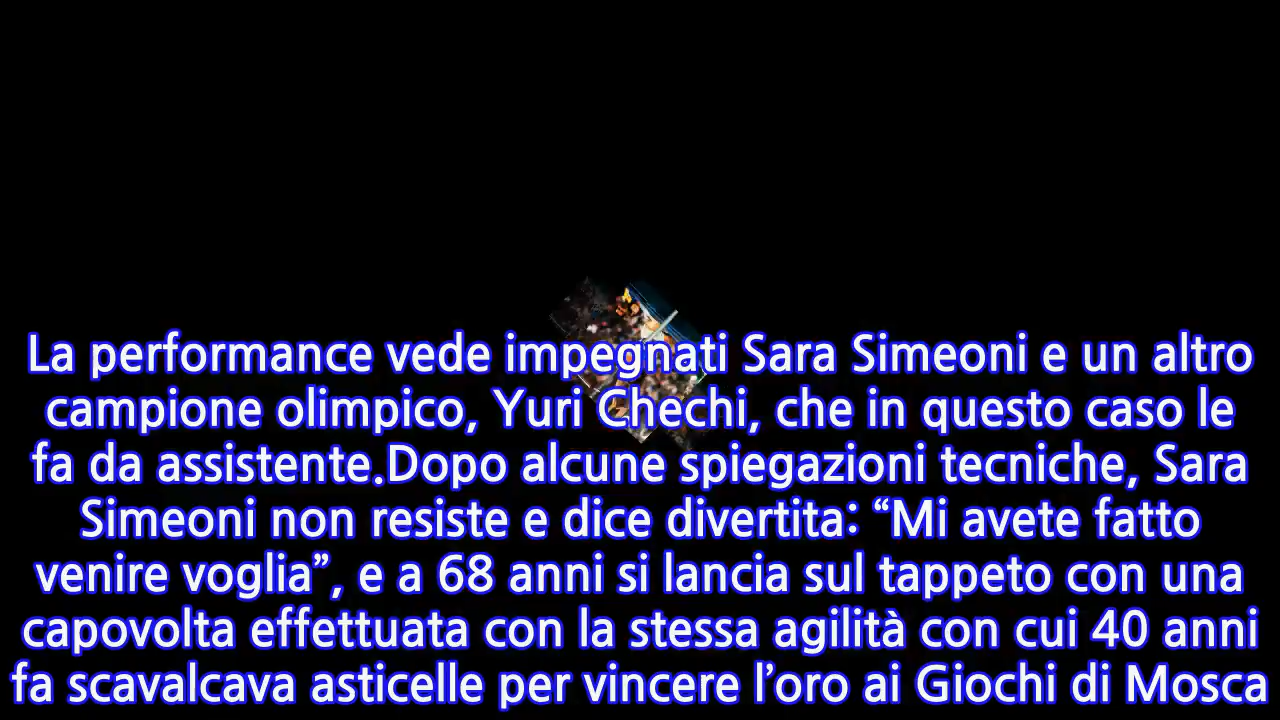 La performance vede impegnati Sara Simeoni e un altro
campione olimpico, Yuri Chechi, che in questo caso le
fa da assistente.Dopo alcune spiegazioni tecniche, Sara
Simeoni non resiste e dice divertita: “Mi avete fatto
venire voglia”, e a 68 anni si lancia sul tappeto con una
capovolta effettuata con la stessa agilità con cui 40 anni
fa scavalcava asticelle per vincere l’oro ai Giochi di Mosca